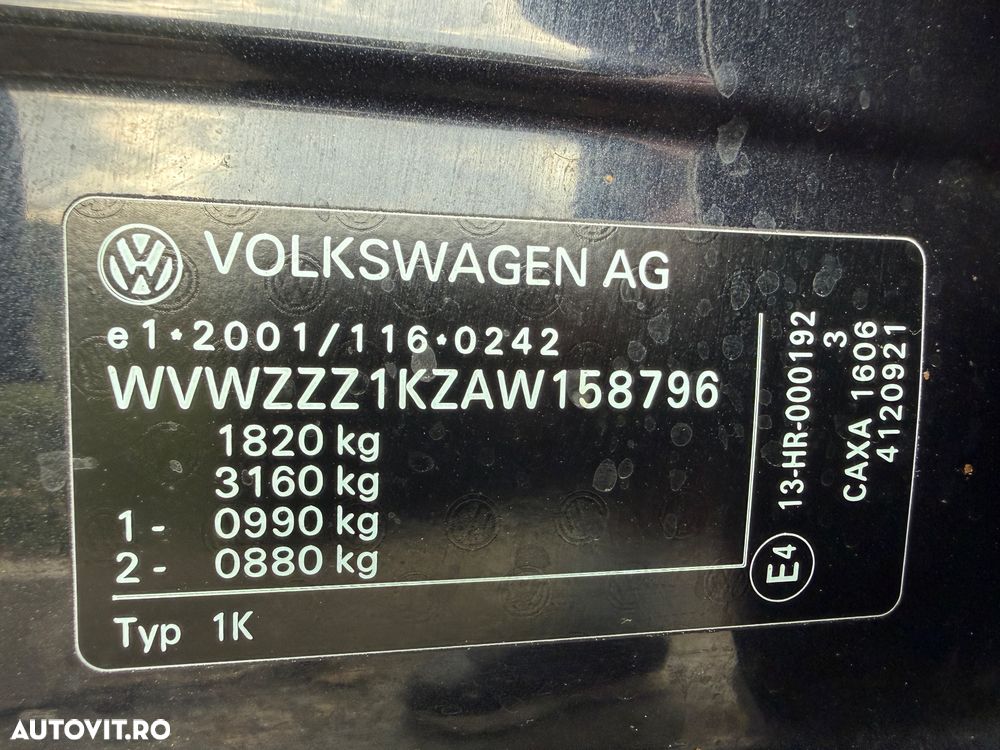 VOLKSWAGEN AG
e1*2001/116*0242
WVWZZZ1KZAW158796
1820 kg
3160 kg
1- 0990 kg
2- 0880 kg
Typ 1K
E4 13-HR-000192
3
CAXA 1606
4120921
AUTOVIT.RO